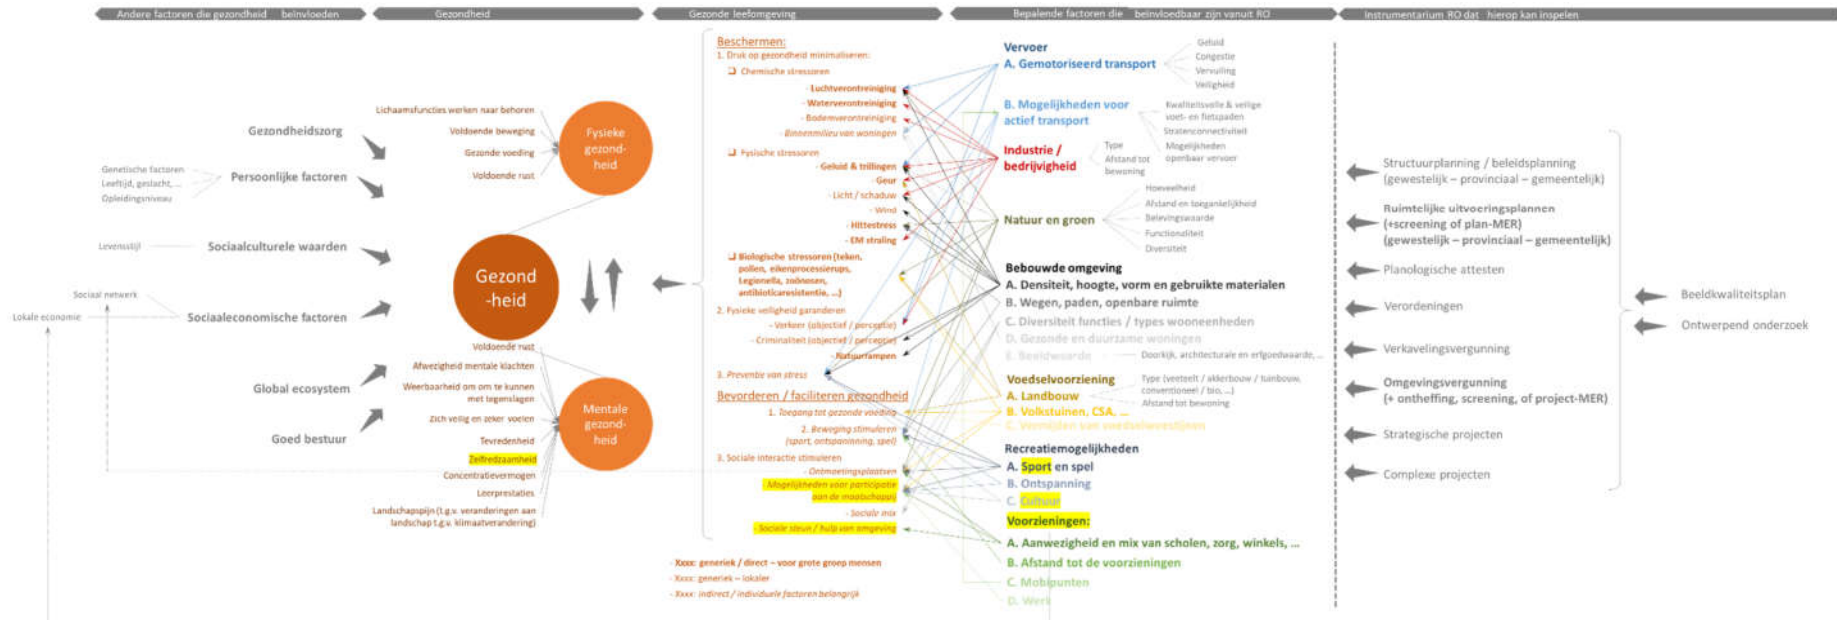 Andere factoren die gezondheid beïnvloeden
Gezondheid
Gezonde leefomgeving
Bepalende factoren die beïnvloedbaar zijn vanuit RO
Instrumentarium RO dat hierop kan inspelen
Gezondheidszorg
Genetische factoren
Leeftijd, geslacht, ...
Opleidingsniveau
Persoonlijke factoren
Levensstijl
Sociaalculturele waarden
Sociaal netwerk
Lokale economie
Sociaaleconomische factoren
Global ecosystem
Goed bestuur
Lichaamsfuncties werken naar behoren
Voldoende beweging
Gezonde voeding
Voldoende rust
Fysieke
gezond-
heid
Gezond
-heid
Voldoende rust
Afwezigheid mentale klachten
Weerbaarheid om om te kunnen
met tegenslagen
Zich veilig en zeker voelen
Tevredenheid
Zelfredzaamheid
Concentratievermogen
Leerprestaties
Landschapspijn (t.g.v. veranderingen aan
landschap t.g.v. klimaatverandering)
Mentale
gezond-
heid
Beschermen:
1. Druk op gezondheid minimaliseren:
Chemische stressoren
- Luchtverontreiniging
- Waterverontreiniging
- Bodemverontreiniging
- Binnenmilieu van woningen
Fysische stressoren
- Geluid & trillingen
- Geur
- Licht / schaduw
- Wind
- Hittestress
- EM straling
Biologische stressoren (teken,
pollen, eikenprocessierups,
Legionella, zoönosen,
antibioticaresistentie, ...)
2. Fysieke veiligheid garanderen
- Verkeer (objectief / perceptie)
- Criminaliteit (objectief / perceptie)
- Natuurrampen
3. Preventie van stress
Bevorderen / faciliteren gezondheid
1. Toegang tot gezonde voeding
2. Beweging stimuleren
(sport, ontspanning, spel)
3. Sociale interactie stimuleren
- Ontmoetingsplaatsen
Mogelijkheden voor participatie
aan de maatschappij
- Sociale mix
- Sociale steun / hulp van omgeving
- Xxxx: generiek / direct – voor grote groep mensen
- Xxxx: generiek – lokaler
- Xxxx: indirect / individuele factoren belangrijk
Vervoer
A. Gemotoriseerd transport
Geluid
Congestie
Vervuiling
Veiligheid
B. Mogelijkheden voor
actief transport
Kwaliteitsvolle & veilige
voet- en fietspaden
Stratenconnectiviteit
Mogelijkheden
openbaar vervoer
Industrie /
bedrijvigheid
Type
Afstand tot
bewoning
Natuur en groen
Hoeveelheid
Afstand en toegankelijkheid
Belevingswaarde
Functionaliteit
Diversiteit
Bebouwde omgeving
A. Densiteit, hoogte, vorm en gebruikte materialen
B. Wegen, paden, openbare ruimte
C. Diversiteit functies / types wooneenheden
D. Gezonde en duurzame woningen
E. Beeldwaarde
Doorkijk, architecturale en erfgoedwaarde, ...
Voedselvoorziening
A. Landbouw
Type (veeteelt / akkerbouw / tuinbouw,
conventioneel / bio, ...)
Afstand tot bewoning
B. Volkstuinen, CSA, ...
C. Vermijden van voedselwoestijnen
Recreatiemogelijkheden
A. Sport en spel
B. Ontspanning
C. Cultuur
Voorzieningen:
A. Aanwezigheid en mix van scholen, zorg, winkels, ...
B. Afstand tot de voorzieningen
C. Mobipunten
D. Werk
Structuurplanning / beleidsplanning
(gewestelijk – provinciaal – gemeentelijk)
Ruimtelijke uitvoeringsplannen
(+screening of plan-MER)
(gewestelijk – provinciaal – gemeentelijk)
Planologische attesten
Verordeningen
Verkavelingsvergunning
Omgevingsvergunning
(+ ontheffing, screening, of project-MER)
Strategische projecten
Complexe projecten
Beeldkwaliteitsplan
Ontwerpend onderzoek